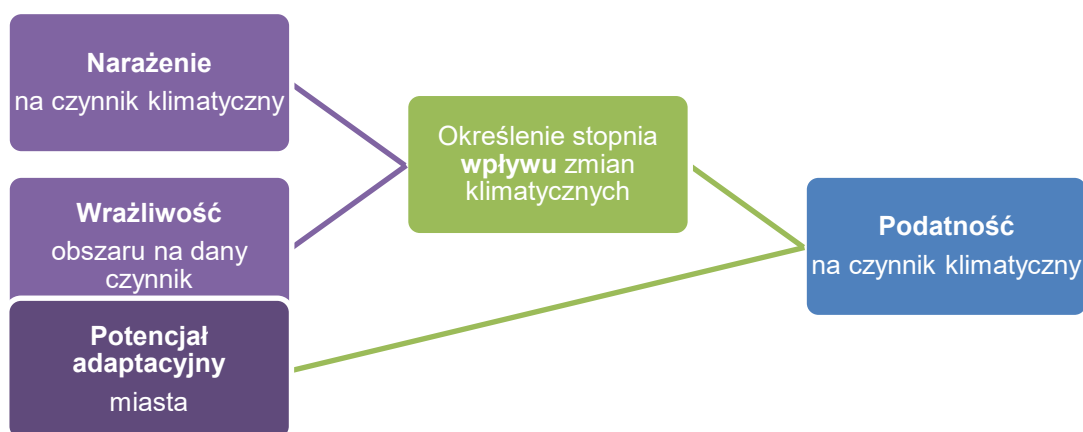 Narażenie
na czynnik klimatyczny
Wrażliwość
obszaru na dany
czynnik
Potencjał
adaptacyjny
miasta
Określenie stopnia
wpływu zmian
klimatycznych
Podatność
na czynnik klimatyczny